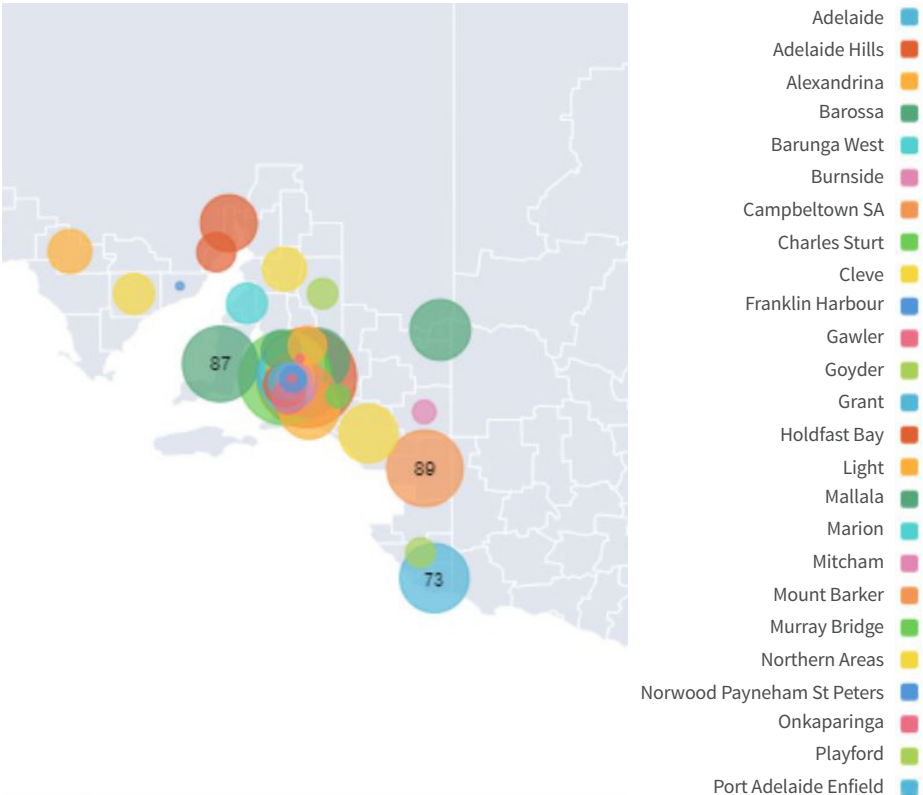 Adelaide
Adelaide Hills
Alexandrina
Barossa
Barunga West
Burnside
Campbeltown SA
Charles Sturt
Cleve
Franklin Harbour
Gawler
Goyder
Grant
Holdfast Bay
Light
Mallala
Marion
Mitcham
Mount Barker
Murray Bridge
Northern Areas
Norwood Payneham St Peters
Onkaparinga
Playford
Port Adelaide Enfield
87
89
73